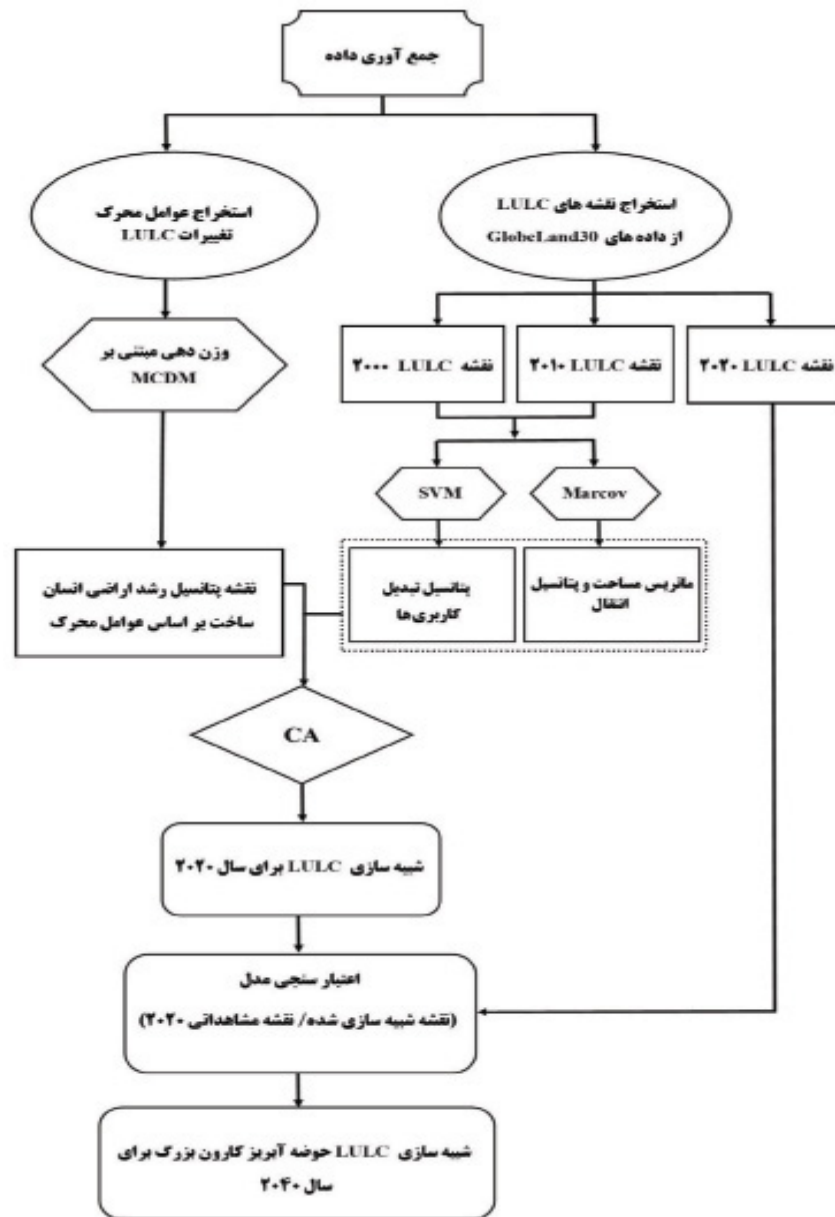 جمع آوری داده
استخراج نقشه های LULC
از داده های GlobeLand30
استخراج عوامل محرک
تغییرات LULC
نقشه LULC ۲۰۲۰
نقشه LULC ۲۰۱۰
نقشه LULC ۲۰۰۰
وزن دهی مبتنی بر
MCDM
Marcov
SVM
ماتریس مساحت و پتانسیل
انتقال
پتانسیل تبدیل
کاربری‌ها
نقشه پتانسیل رشد اراضی انسان
ساخت بر اساس عوامل محرک
CA
شبیه سازی LULC برای سال ۲۰۲۰
اعتبار سنجی مدل
(نقشه شبیه سازی شده/ نقشه مشاهداتی ۲۰۲۰)
شبیه سازی LULC حوضه آبریز کارون بزرگ برای
سال ۲۰۴۰